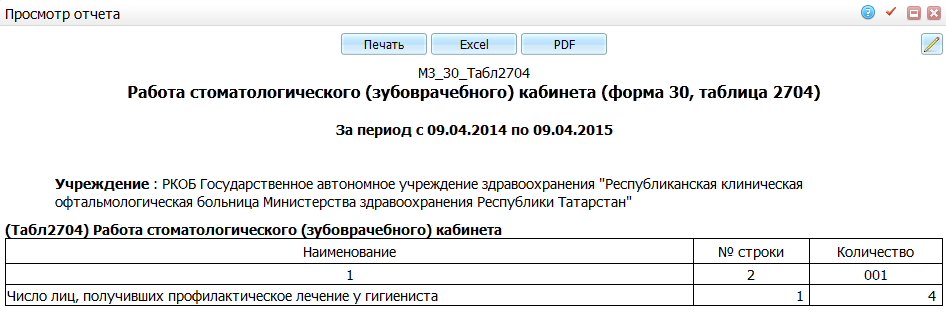 Просмотр отчета
Печать Excel PDF
МЗ_30_Табл2704
Работа стоматологического (зубоврачебного) кабинета (форма 30, таблица 2704)
За период с 09.04.2014 по 09.04.2015
Учреждение : РКОБ Государственное автономное учреждение здравоохранения "Республиканская клиническая
офтальмологическая больница Министерства здравоохранения Республики Татарстан"
(Табл2704) Работа стоматологического (зубоврачебного) кабинета
Наименование № строки Количество
1 2 001
Число лиц, получивших профилактическое лечение у гигиениста 1 4